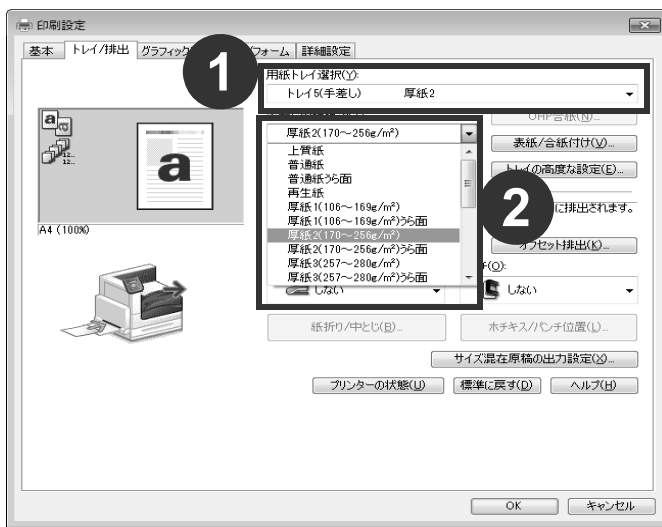 印刷設定
基本 トレイ/排出 グラフィック フォーム 詳細設定
1
用紙トレイ選択(Y):
トレイ5(手差し) 厚紙2
OHP合紙(N)...
厚紙2(170～256g/m²)
表紙/合紙付け(V)...
上質紙
普通紙
普通紙うら面
再生紙
厚紙1(106～169g/m²)
厚紙1(106～169g/m²)うら面
厚紙2(170～256g/m²)
厚紙2(170～256g/m²)うら面
厚紙3(257～280g/m²)
厚紙3(257～280g/m²)うら面
トレイの高度な設定(E)...
2
に排出されます。
オフセット排出(K)...
(O):
しない
しない
a
a
12..
12..
a
A4 (100%)
紙折り/中とじ(B)...
ホチキス/パンチ位置(L)...
サイズ混在原稿の出力設定(X)...
プリンターの状態(U)
標準に戻す(D)
ヘルプ(H)
OK
キャンセル